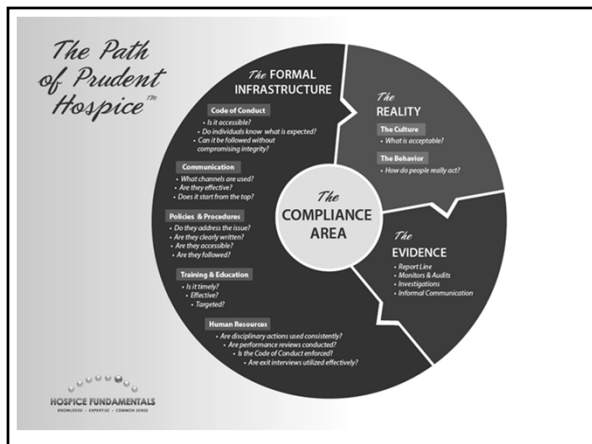 The Path
of Prudent
Hospice™
The FORMAL
INFRASTRUCTURE
Code of Conduct
• Is it accessible?
• Do individuals know what is expected?
• Can it be followed without
compromising integrity?
Communication
• What channels are used?
• Are they effective?
• Does it start from the top?
Policies & Procedures
• Do they address the issue?
• Are they clearly written?
• Are they accessible?
• Are they followed?
Training & Education
• Is it timely?
• Effective?
• Targeted?
Human Resources
• Are disciplinary actions used consistently?
• Are performance reviews conducted?
• Is the Code of Conduct enforced?
• Are exit interviews utilized effectively?
The
REALITY
The Culture
• What is acceptable?
The Behavior
• How do people really act?
The
COMPLIANCE
AREA
The
EVIDENCE
• Report Line
• Monitors & Audits
• Investigations
• Informal Communication
HOSPICE FUNDAMENTALS
KNOWLEDGE • EXPERTISE • COMMON SENSE